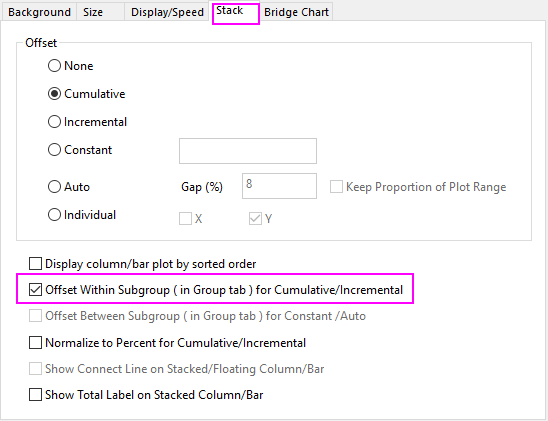 Background Size Display/Speed Stack Bridge Chart
Offset
None
Cumulative
Incremental
Constant
Auto Gap (%) 8 Keep Proportion of Plot Range
Individual X Y
Display column/bar plot by sorted order
Offset Within Subgroup ( in Group tab ) for Cumulative/Incremental
Offset Between Subgroup ( in Group tab ) for Constant /Auto
Normalize to Percent for Cumulative/Incremental
Show Connect Line on Stacked/Floating Column/Bar
Show Total Label on Stacked Column/Bar